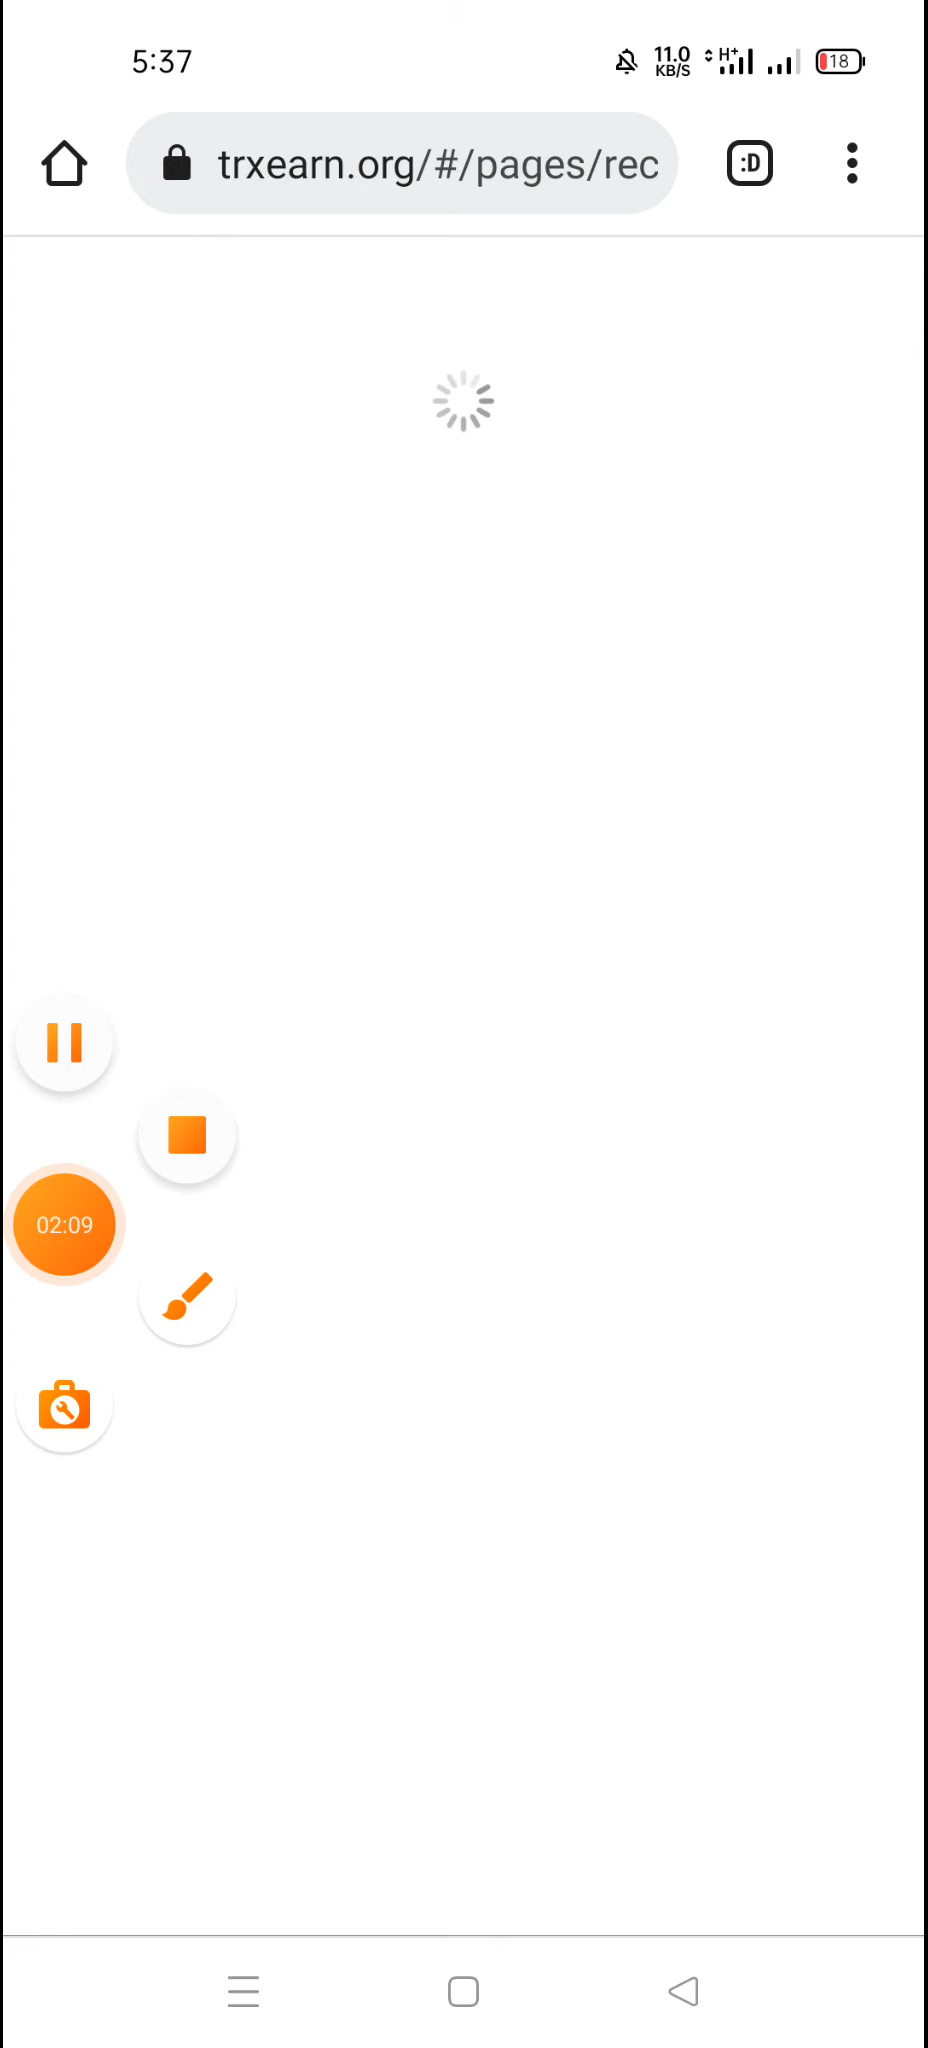 5:37
11.0
KB/S
H+
18
trxearn.org/#/pages/rec
:D
02:09